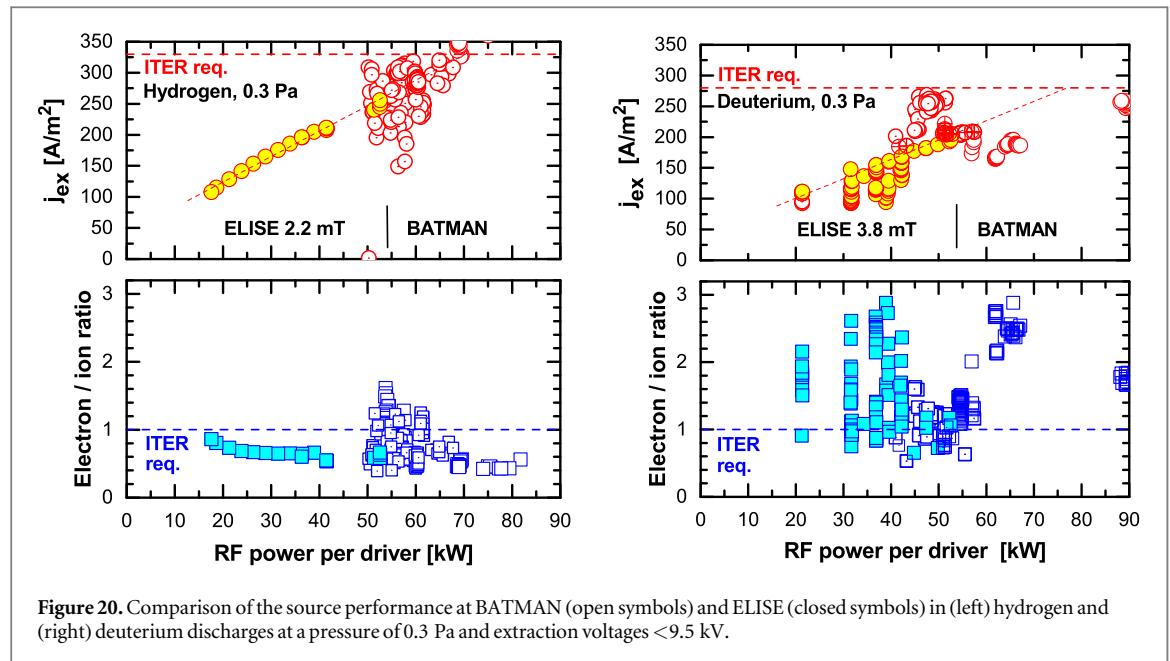 350
300
250
200
150
100
50
0
j_ex [A/m²]
ITER req.
Hydrogen, 0.3 Pa
ELISE 2.2 mT
BATMAN
3
2
1
0
Electron / ion ratio
ITER
req.
0 10 20 30 40 50 60 70 80 90
RF power per driver [kW]
350
300
250
200
150
100
50
0
j_ex [A/m²]
ITER req.
Deuterium, 0.3 Pa
ELISE 3.8 mT
BATMAN
3
2
1
0
Electron / ion ratio
ITER
req.
0 10 20 30 40 50 60 70 80 90
RF power per driver [kW]
Figure 20. Comparison of the source performance at BATMAN (open symbols) and ELISE (closed symbols) in (left) hydrogen and
(right) deuterium discharges at a pressure of 0.3 Pa and extraction voltages <9.5 kV.